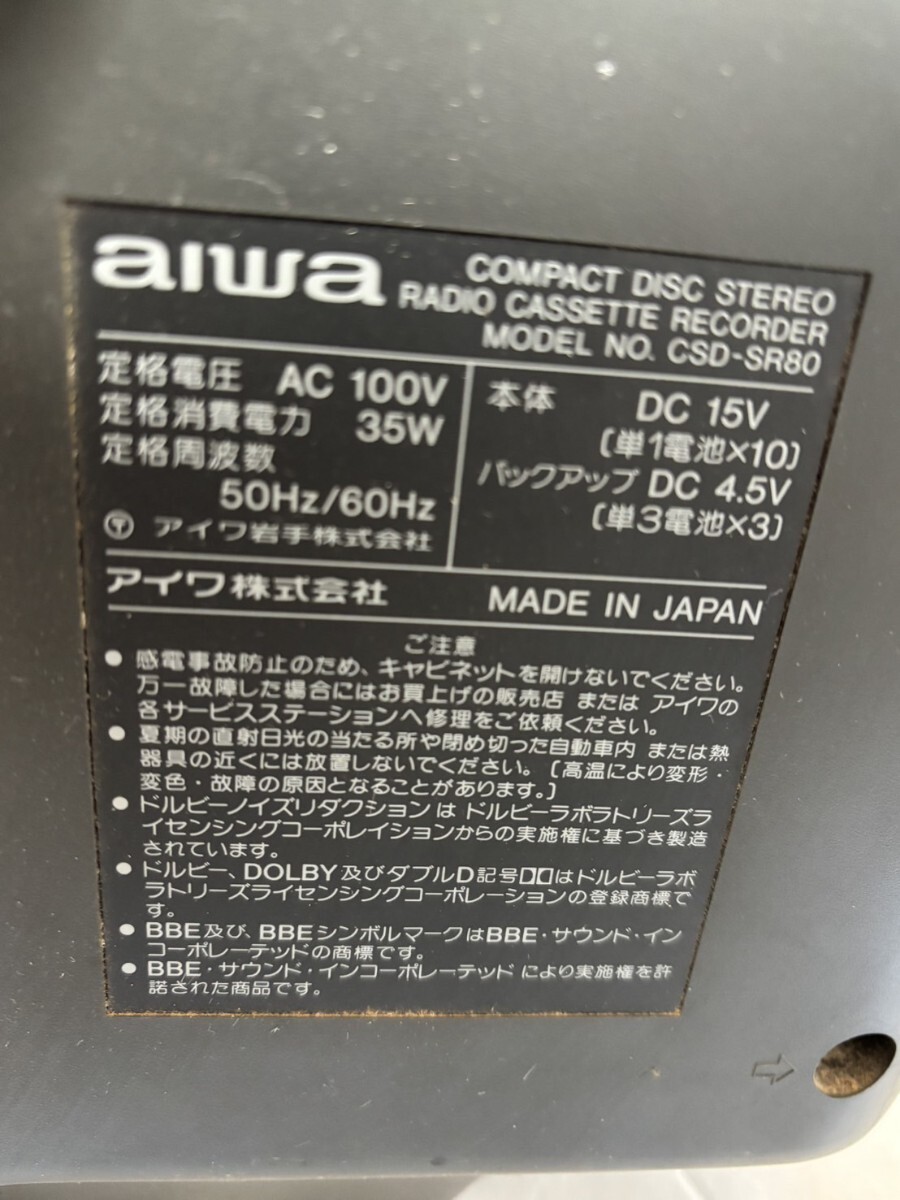 aiwa
COMPACT DISC STEREO
RADIO CASSETTE RECORDER
MODEL NO. CSD-SR80
定格電圧 AC 100V
定格消費電力 35W
定格周波数
50Hz/60Hz
〒 アイワ岩手株式会社
本体 DC 15V
〔単1電池×10〕
バックアップ DC 4.5V
〔単3電池×3〕
アイワ株式会社 MADE IN JAPAN
ご注意
● 感電事故防止のため、キャビネットを開けないでください。
万一故障した場合にはお買上げの販売店 または アイワの
各サービスステーションへ修理をご依頼ください。
● 夏期の直射日光の当たる所や閉め切った自動車内 または熱
器具の近くには放置しないでください。〔高温により変形・
変色・故障の原因となることがあります。〕
● ドルビーノイズリダクションは ドルビーラボラトリーズラ
イセンシングコーポレイションからの実施権に基づき製造
されています。
● ドルビー、DOLBY及びダブルD記号はドルビーラボ
ラトリーズライセンシングコーポレーションの登録商標で
す。
● BBE及び、BBEシンボルマークはBBE・サウンド・イン
コーポレーテッドの商標です。
● BBE・サウンド・インコーポレーテッド により実施権を許
諾された商品です。